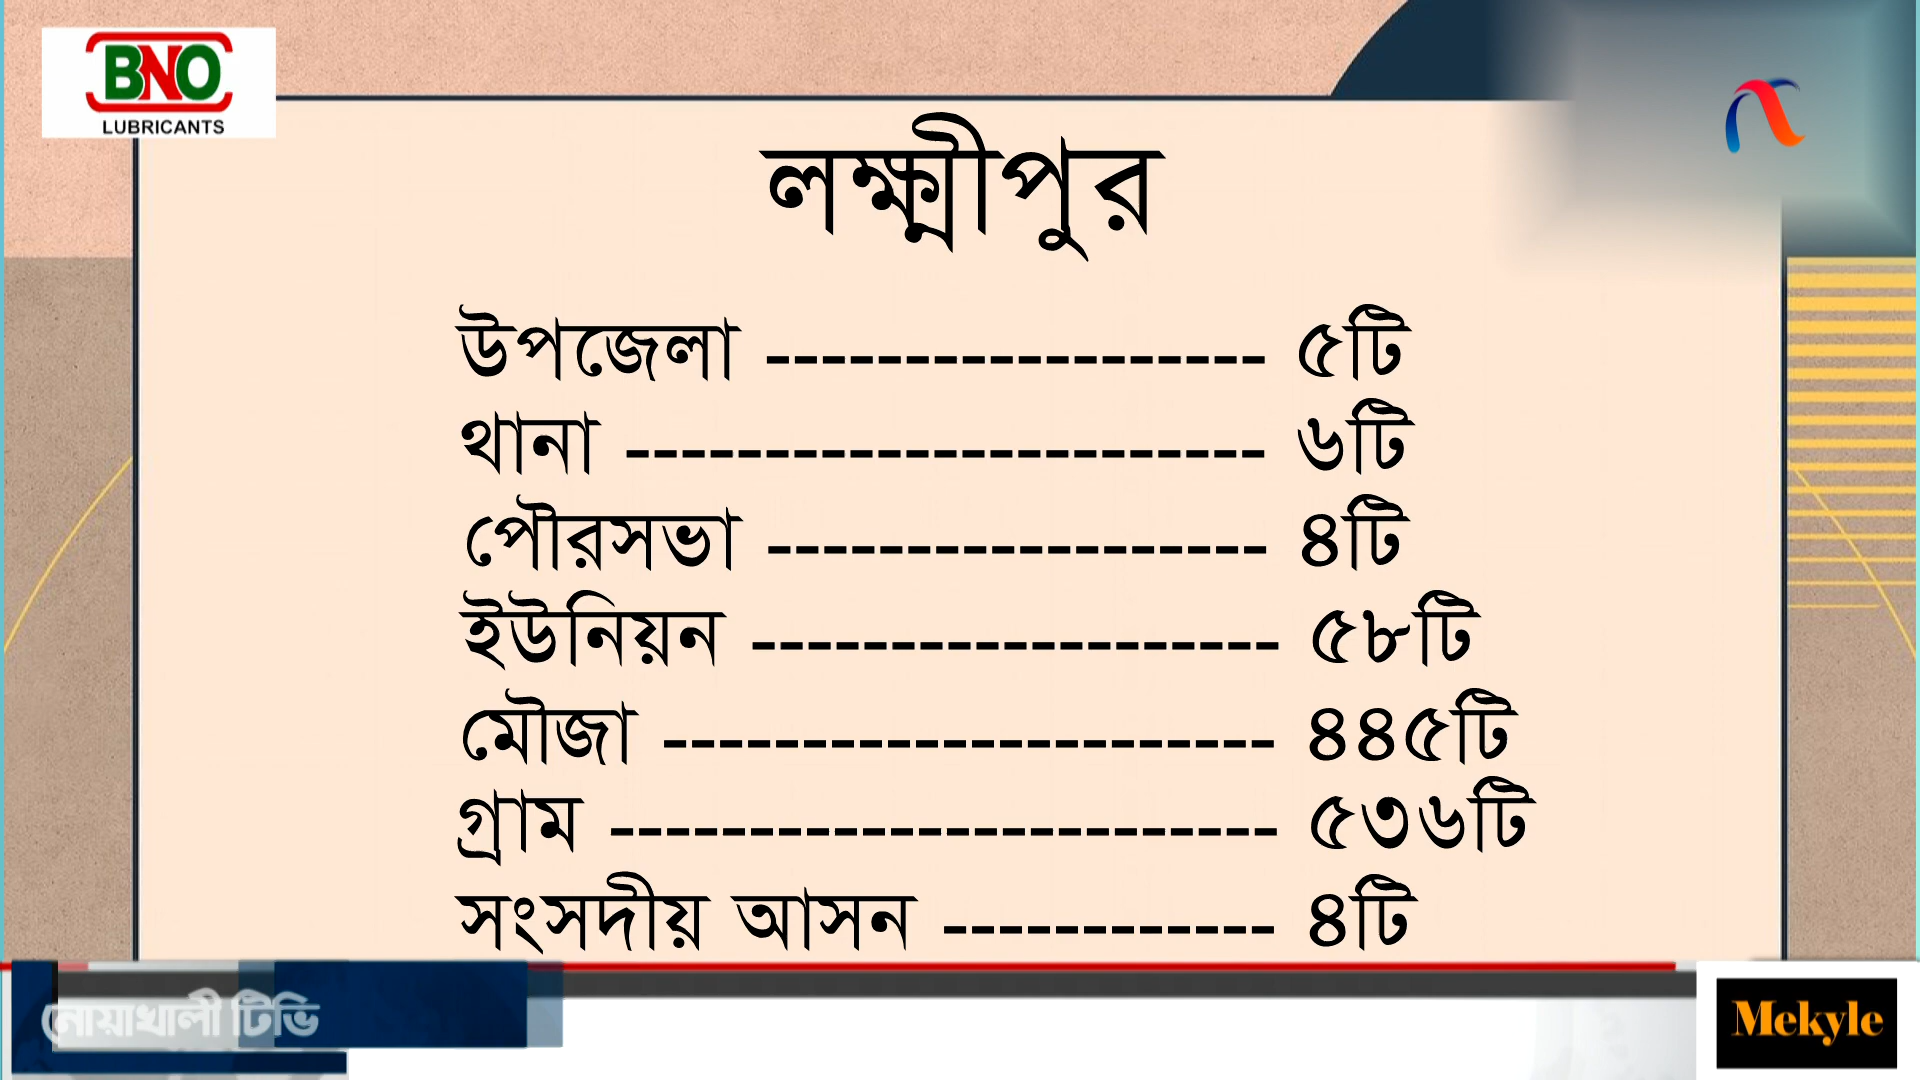 BNO
LUBRICANTS
লক্ষ্মীপুর
উপজেলা ------------------ ৫টি
থানা ----------------------- ৬টি
পৌরসভা ------------------ ৪টি
ইউনিয়ন ------------------- ৫৮টি
মৌজা ---------------------- ৪৪৫টি
গ্রাম ------------------------ ৫৩৬টি
সংসদীয় আসন ------------ ৪টি
নোয়াখালী টিভি
Mekyle